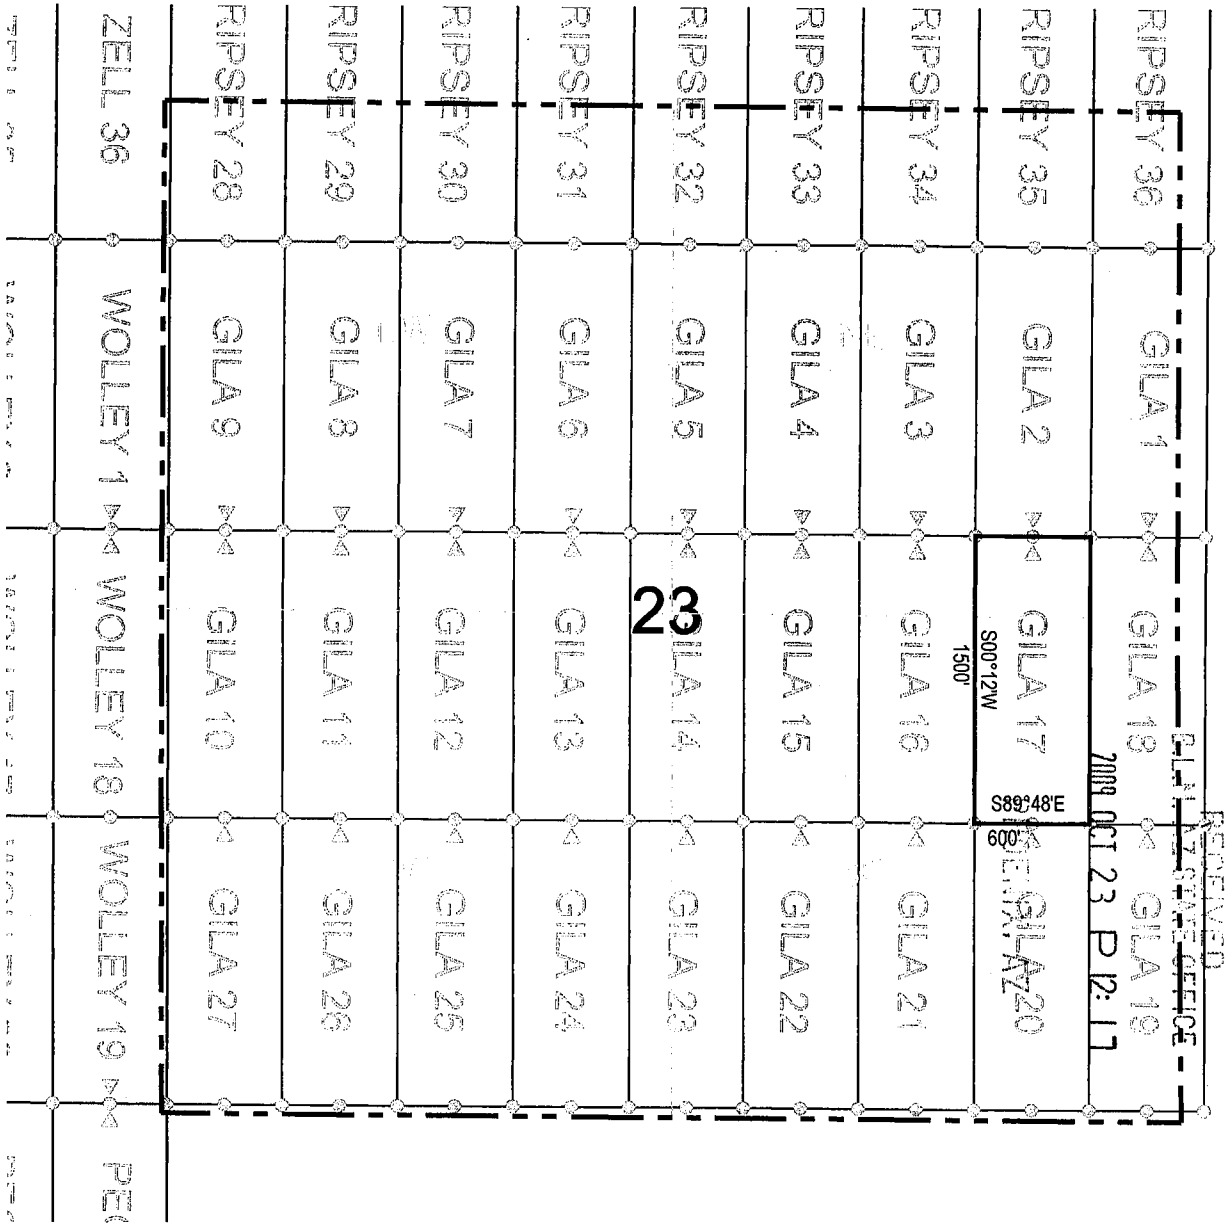 ZELL 36
RIPSEY 28
RIPSEY 29
RIPSEY 30
RIPSEY 31
RIPSEY 32
RIPSEY 33
RIPSEY 34
RIPSEY 35
RIPSEY 36
WOLLEY 1
GILA 9
GILA 8
GILA 7
GILA 6
GILA 5
GILA 4
GILA 3
GILA 2
GILA 1
WOLLEY 18
GILA 10
GILA 11
GILA 12
GILA 13
23
GILA 14
GILA 15
GILA 16
GILA 17
GILA 18
S00°12'W
1500'
S89°48'E
600'
WOLLEY 19
GILA 27
GILA 26
GILA 25
GILA 24
GILA 23
GILA 22
GILA 21
GILA 20
GILA 19
RECEIVED
B.L.M. AZ STATE OFFICE
2009 OCT 23 P 12: 17
AZ